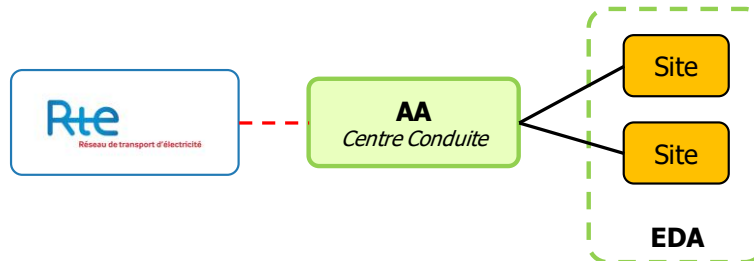 Rte
Réseau de transport d'électricité
AA
Centre Conduite
Site
Site
EDA